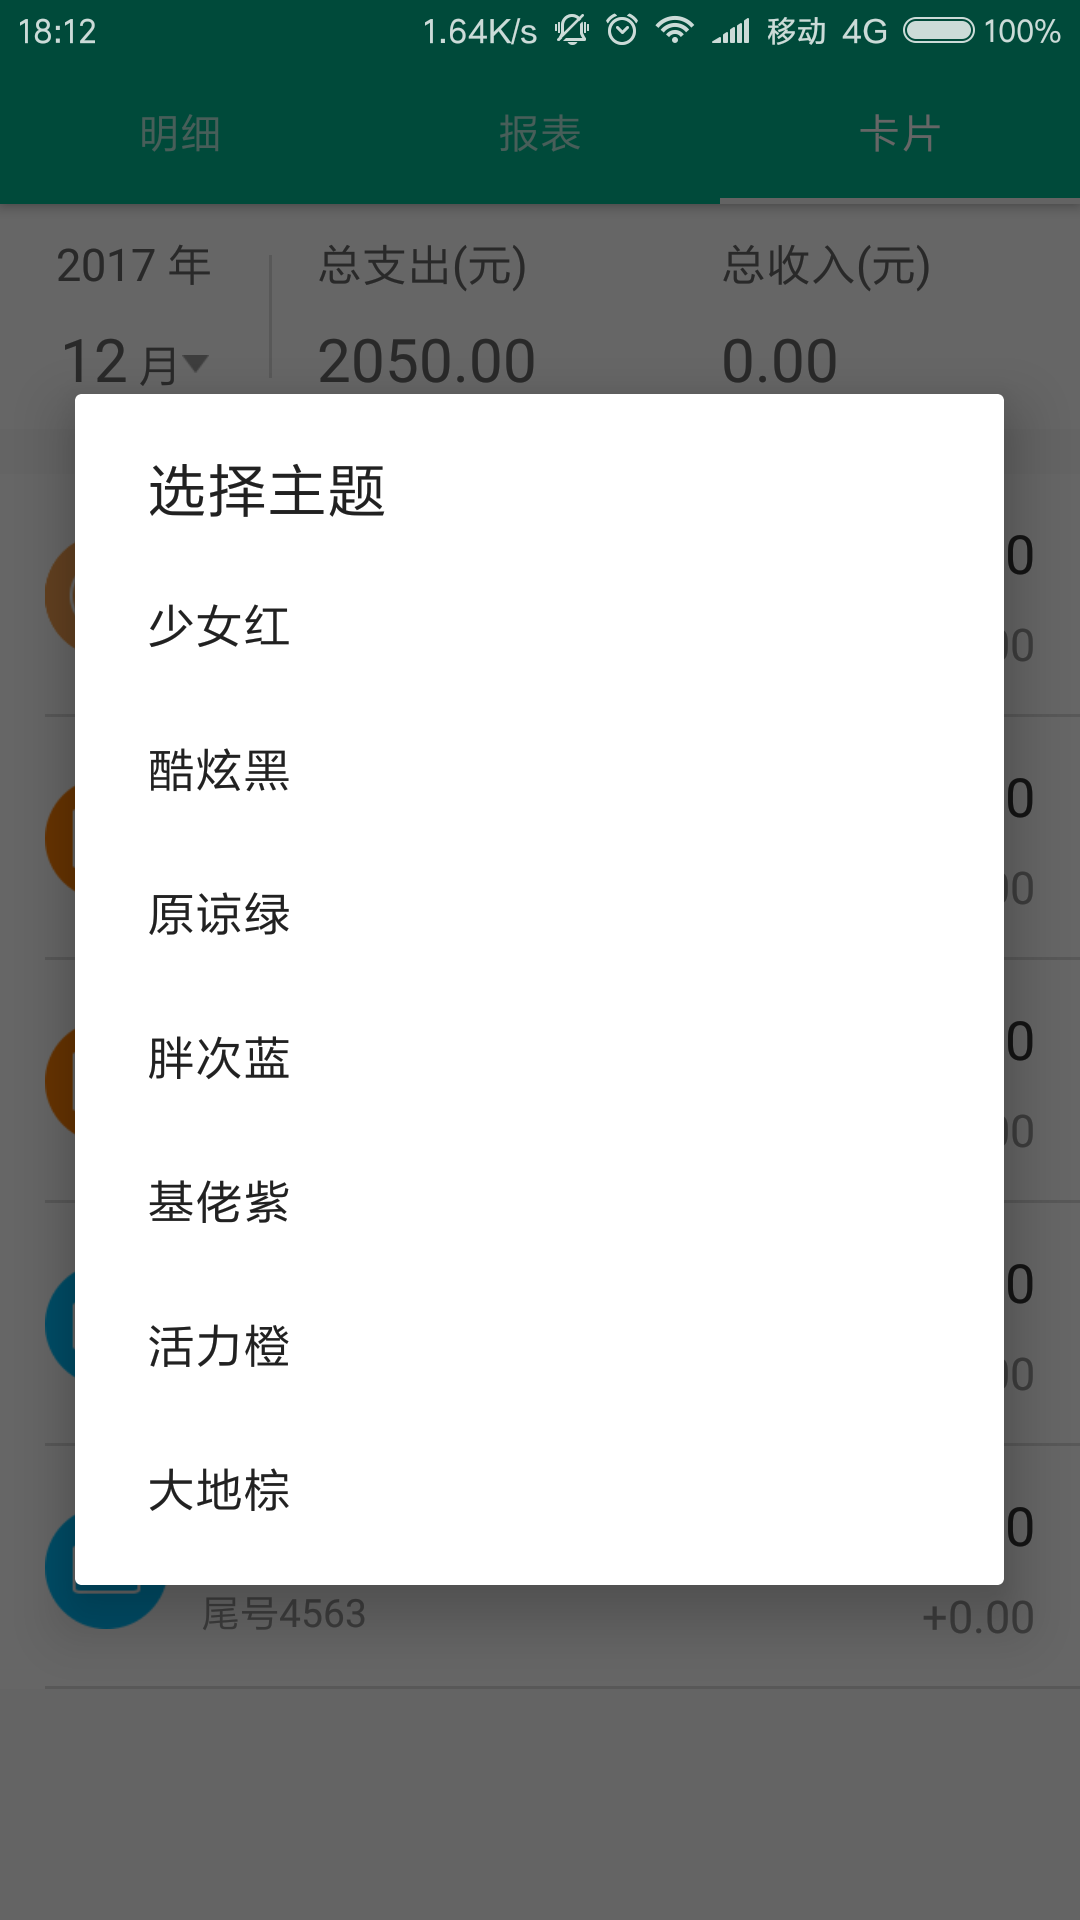 18:12 1.64K/s 移动 4G 100%
明细 报表 卡片
2017 年 总支出(元) 总收入(元)
12 月 2050.00 0.00
选择主题
少女红
酷炫黑
原谅绿
胖次蓝
基佬紫
活力橙
大地棕
尾号4563 +0.00